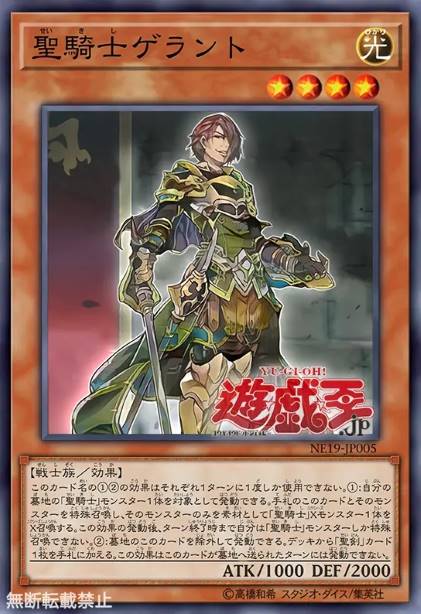 聖騎士ゲラント
光
YU-GI-OH!
遊戯王
.jp
NE19-JP005
【戦士族／効果】
このカード名の①②の効果はそれぞれ1ターンに1度しか使用できない。①：自分の
墓地の「聖騎士」モンスター1体を対象として発動できる。手札のこのカードとそのモ
ンスターを特殊召喚し、そのモンスターのみを素材として「聖騎士」Xモンスター1体を
X召喚する。この効果の発動後、ターン終了時まで自分は「聖騎士」モンスターしか特殊
召喚できない。②：墓地のこのカードを除外して発動できる。デッキから「聖剣」カード
1枚を手札に加える。この効果はこのカードが墓地へ送られたターンには発動できない。
ATK/1000 DEF/2000
©高橋和希 スタジオ・ダイス/集英社
無断転載禁止